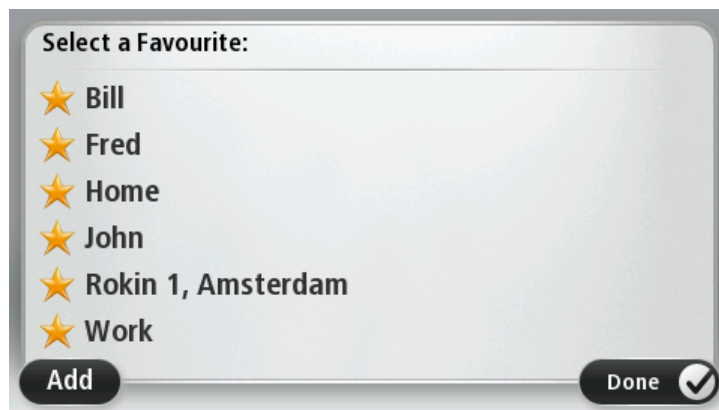 Select a Favourite:
Bill
Fred
Home
John
Rokin 1, Amsterdam
Work
Add
Done